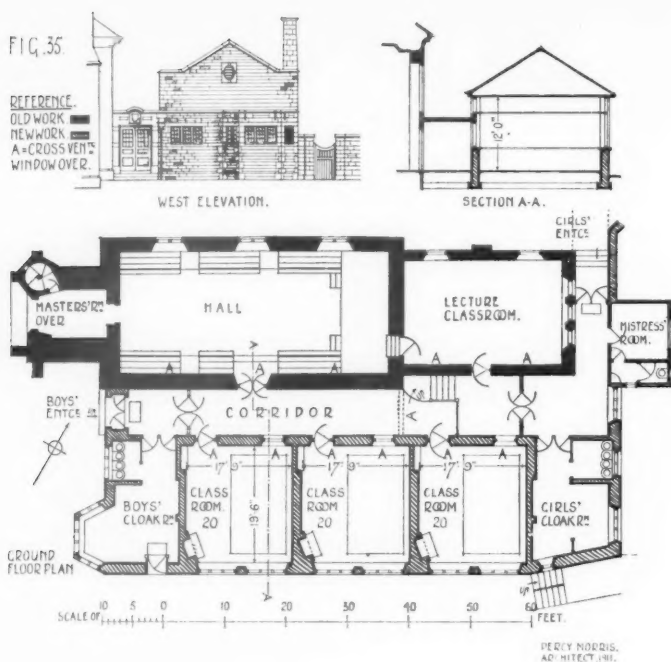 FIG. 35.
REFERENCE.
OLD WORK
NEW WORK
A = CROSS VENTG
WINDOW OVER.
WEST ELEVATION.
12'.0"
SECTION A-A.
GIRLS'
ENTCE
MASTERS' RM
OVER
HALL
LECTURE
CLASSROOM.
MISTRESS'
ROOM.
A
A
A
A
A
A
BOYS'
ENTCE
CORRIDOR
A
A
A
A
A
A
17' 9"
17' 9"
17' 9"
BOYS'
CLOAK RM
CLASS
ROOM.
20
19'.6"
CLASS
ROOM
20
CLASS
ROOM
20
GIRLS'
CLOAK RM
GROUND
FLOOR PLAN
A
SCALE OF 10 5 0 10 20 30 40 50 60 FEET.
PERCY NORRIS.
ARCHITECT. 1911.